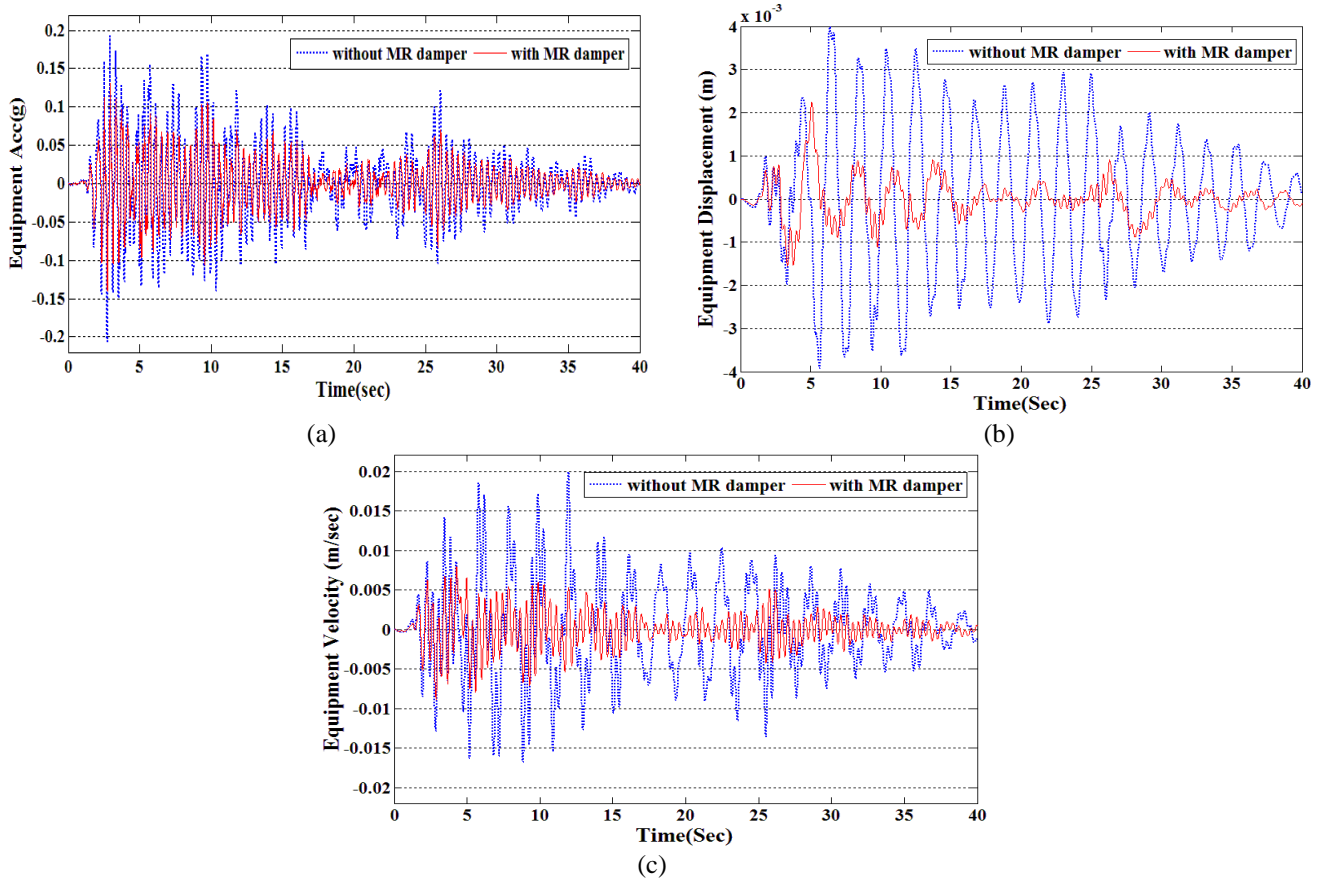 0.2
0.15
0.1
0.05
0
-0.05
-0.1
-0.15
-0.2
Equipment Acc(g)
without MR damper with MR damper
0 5 10 15 20 25 30 35 40
Time(sec)
(a)
x 10⁻³
4
3
2
1
0
-1
-2
-3
-4
Equipment Displacement (m)
without MR damper with MR damper
0 5 10 15 20 25 30 35 40
Time(Sec)
(b)
0.02
0.015
0.01
0.005
0
-0.005
-0.01
-0.015
-0.02
Equipment Velocity (m/sec)
without MR damper with MR damper
0 5 10 15 20 25 30 35 40
Time(Sec)
(c)